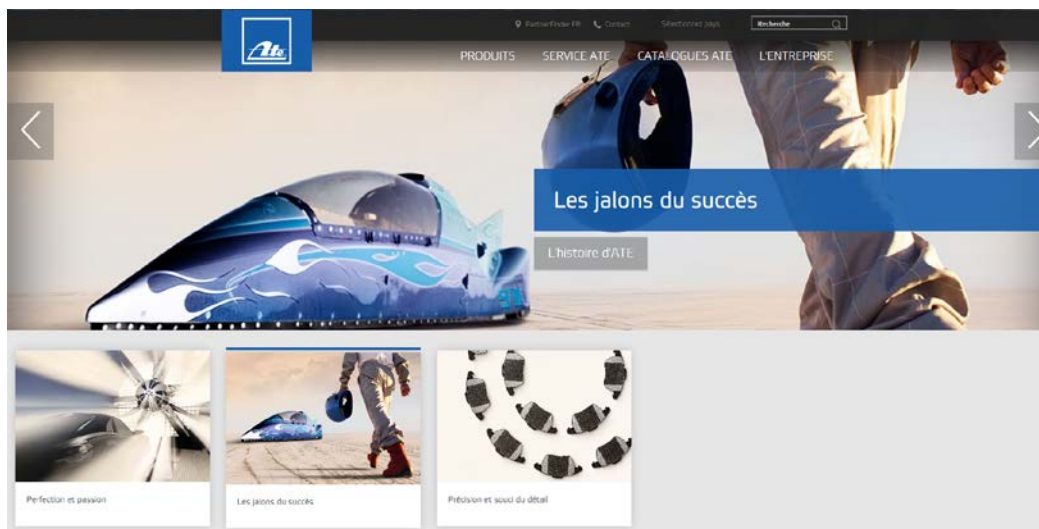 PartnerFinder FR Contact Sélectionnez pays Recherche
Ate
PRODUITS SERVICE ATE CATALOGUES ATE L'ENTREPRISE
Les jalons du succès
L'histoire d'ATE
91
Perfection et passion
Les jalons du succès
Précision et souci du détail